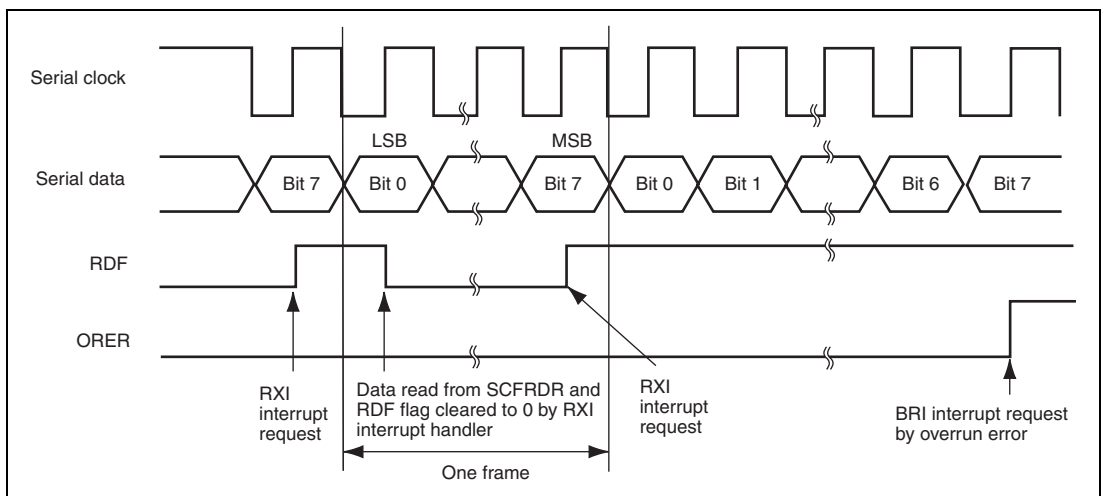 Serial clock
LSB
MSB
Serial data
Bit 7
Bit 0
Bit 7
Bit 0
Bit 1
Bit 6
Bit 7
RDF
ORER
RXI
interrupt
request
Data read from SCFRDR and
RDF flag cleared to 0 by RXI
interrupt handler
RXI
interrupt
request
BRI interrupt request
by overrun error
One frame